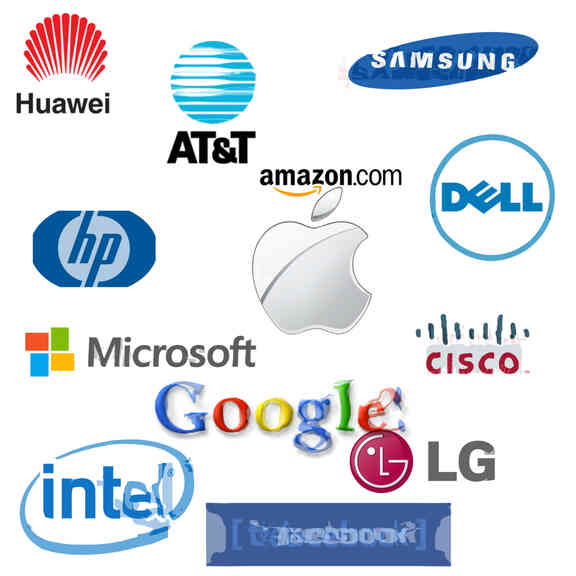 Huawei
AT&T
SAMSUNG
amazon.com
DELL
hp
Microsoft
CISCO
Google
LG
intel